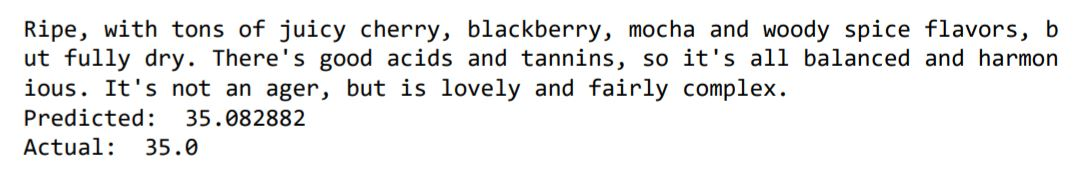 Ripe, with tons of juicy cherry, blackberry, mocha and woody spice flavors, b
ut fully dry. There's good acids and tannins, so it's all balanced and harmon
ious. It's not an ager, but is lovely and fairly complex.
Predicted:  35.082882
Actual:  35.0